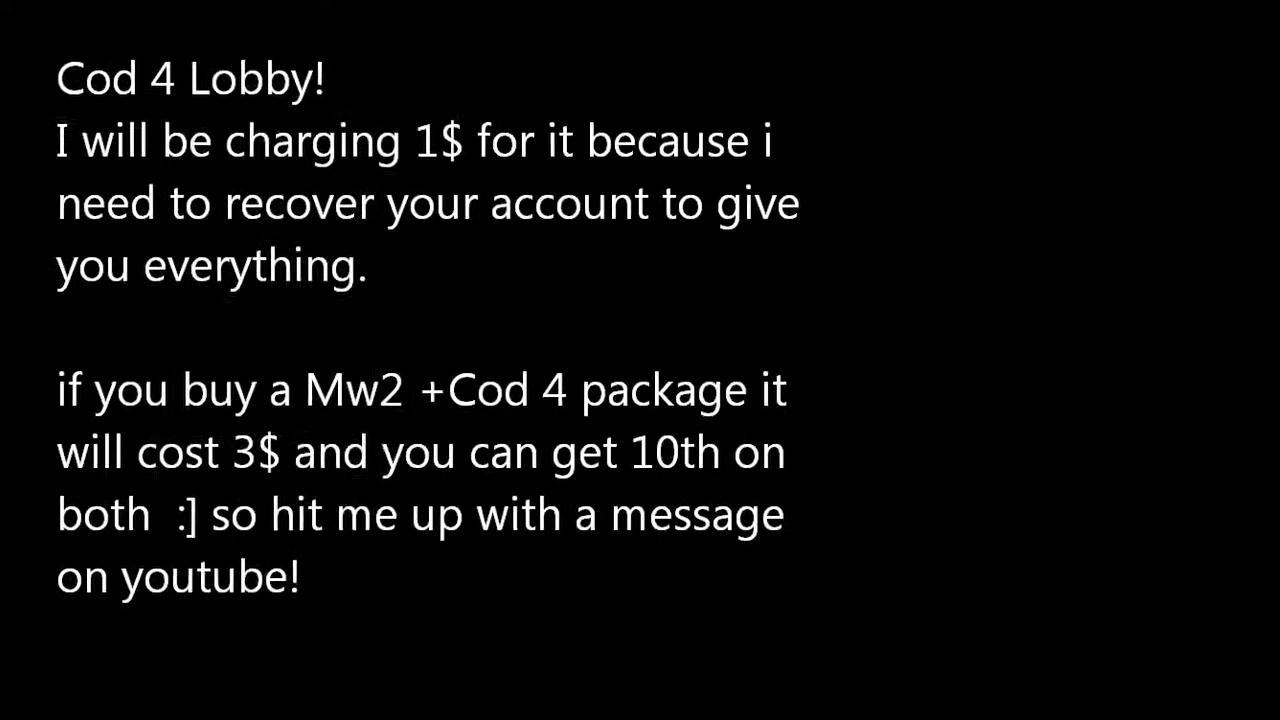 Cod 4 Lobby!
I will be charging 1$ for it because i
need to recover your account to give
you everything.
if you buy a Mw2 +Cod 4 package it
will cost 3$ and you can get 10th on
both  :] so hit me up with a message
on youtube!